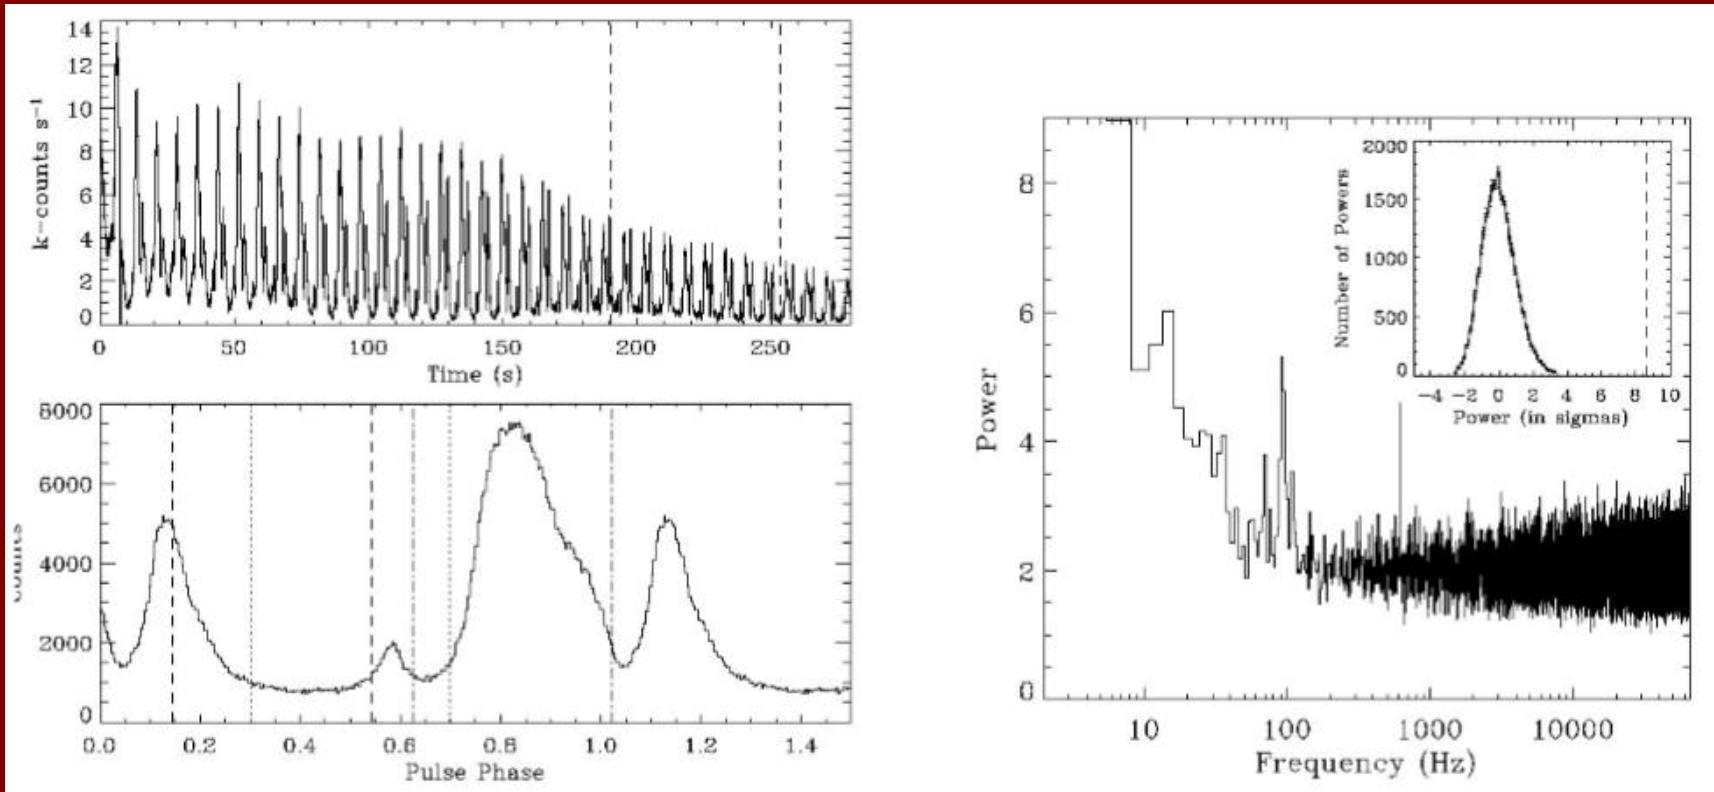 14
12
10
8
6
4
2
0
k-counts s⁻¹
0 50 100 150 200 250
Time (s)
8000
6000
4000
2000
0
0.0 0.2 0.4 0.6 0.8 1.0 1.2 1.4
Pulse Phase
8
6
4
2
0
Power
10 100 1000 10000
Frequency (Hz)
2000
1500
1000
500
0
Number of Powers
-4 -2 0 2 4 6 8 10
Power (in sigmas)